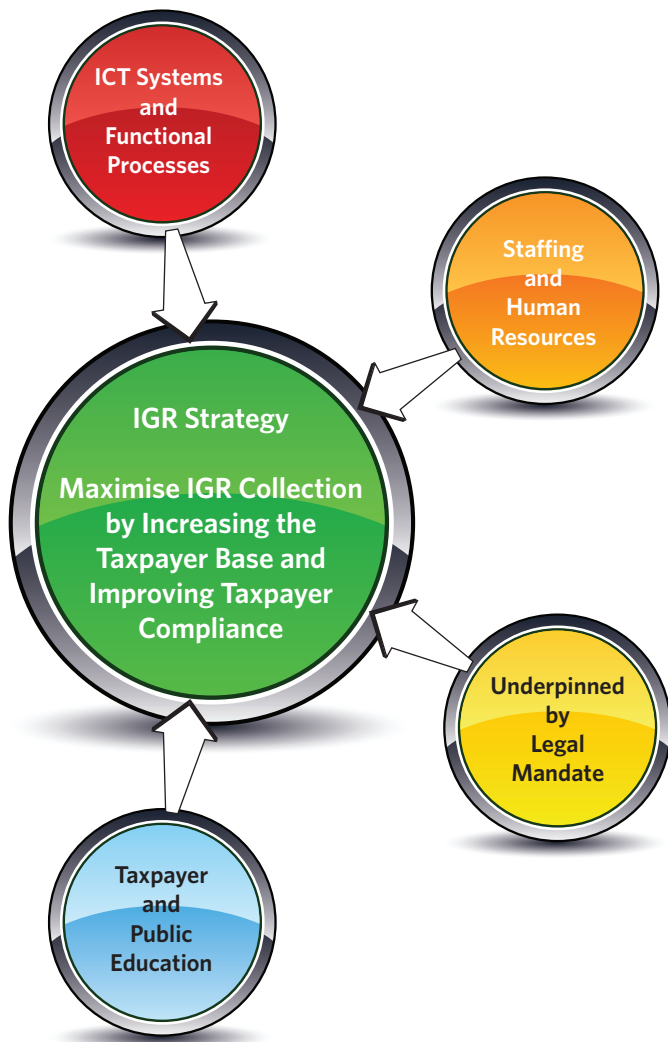 ICT Systems
and
Functional
Processes
Staffing
and
Human
Resources
IGR Strategy
Maximise IGR Collection
by Increasing the
Taxpayer Base and
Improving Taxpayer
Compliance
Underpinned
by
Legal
Mandate
Taxpayer
and
Public
Education